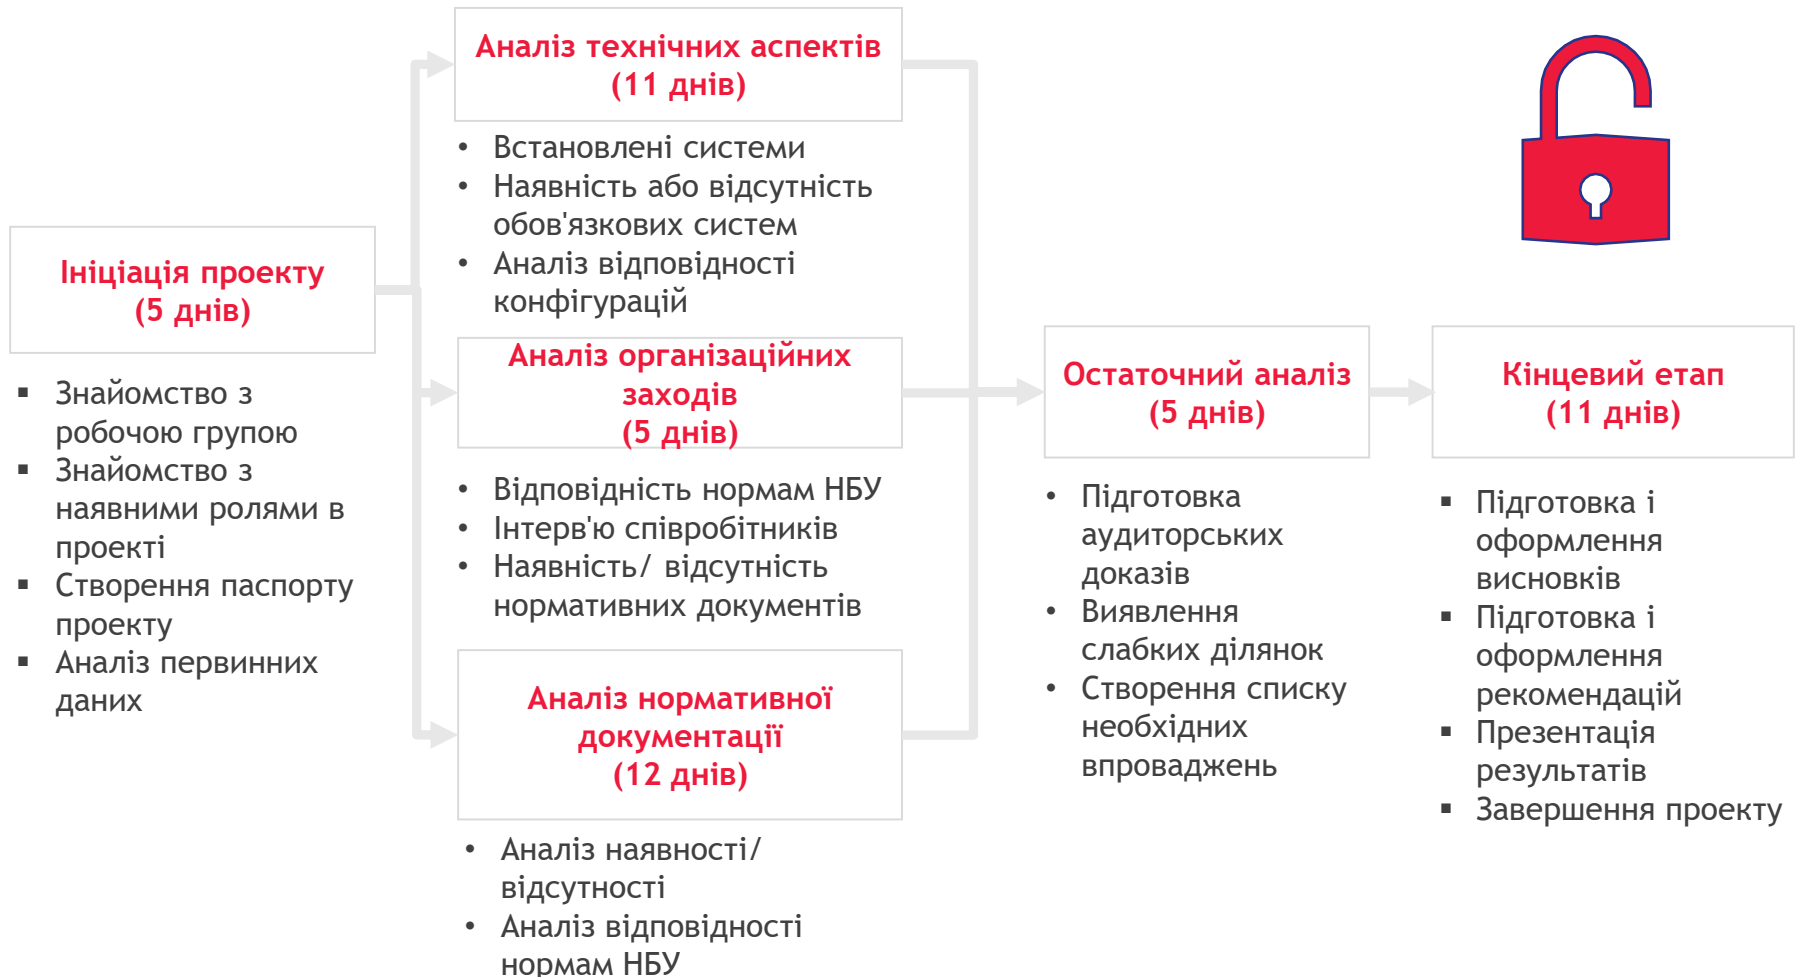 Ініціація проекту
(5 днів)
▪ Знайомство з
робочою групою
▪ Знайомство з
наявними ролями в
проекті
▪ Створення паспорту
проекту
▪ Аналіз первинних
даних
Аналіз технічних аспектів
(11 днів)
• Встановлені системи
• Наявність або відсутність
обов'язкових систем
• Аналіз відповідності
конфігурацій
Аналіз організаційних
заходів
(5 днів)
• Відповідність нормам НБУ
• Інтерв'ю співробітників
• Наявність/ відсутність
нормативних документів
Аналіз нормативної
документації
(12 днів)
• Аналіз наявності/
відсутності
• Аналіз відповідності
нормам НБУ
Остаточний аналіз
(5 днів)
• Підготовка
аудиторських
доказів
• Виявлення
слабких ділянок
• Створення списку
необхідних
впроваджень
Кінцевий етап
(11 днів)
▪ Підготовка і
оформлення
висновків
▪ Підготовка і
оформлення
рекомендацій
▪ Презентація
результатів
▪ Завершення проекту